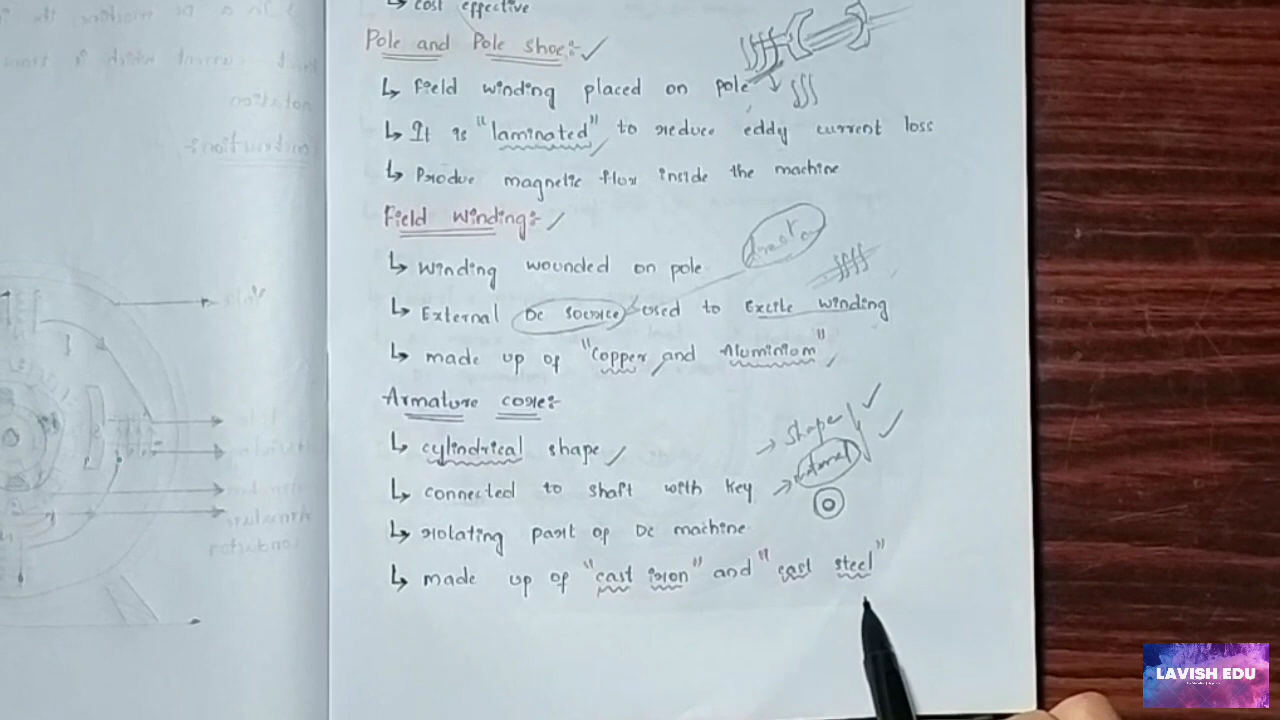 ↳ cost effective
Pole and Pole shoe:- ✓
↳ Field winding placed on pole
↳ It is "laminated" to reduce eddy current loss
↳ Produe magnetic flux inside the machine
Field Winding:-
↳ Winding wounded on pole
↳ External Dc source used to Excite winding
↳ made up of "Copper and Aluminium"
Armature core:-
↳ cylindrical shape
→ Shape
↳ connected to shaft with key
→ material
↳ rotating part of Dc machine
↳ made up of "cast iron" and "cast steel"
LAVISH EDU